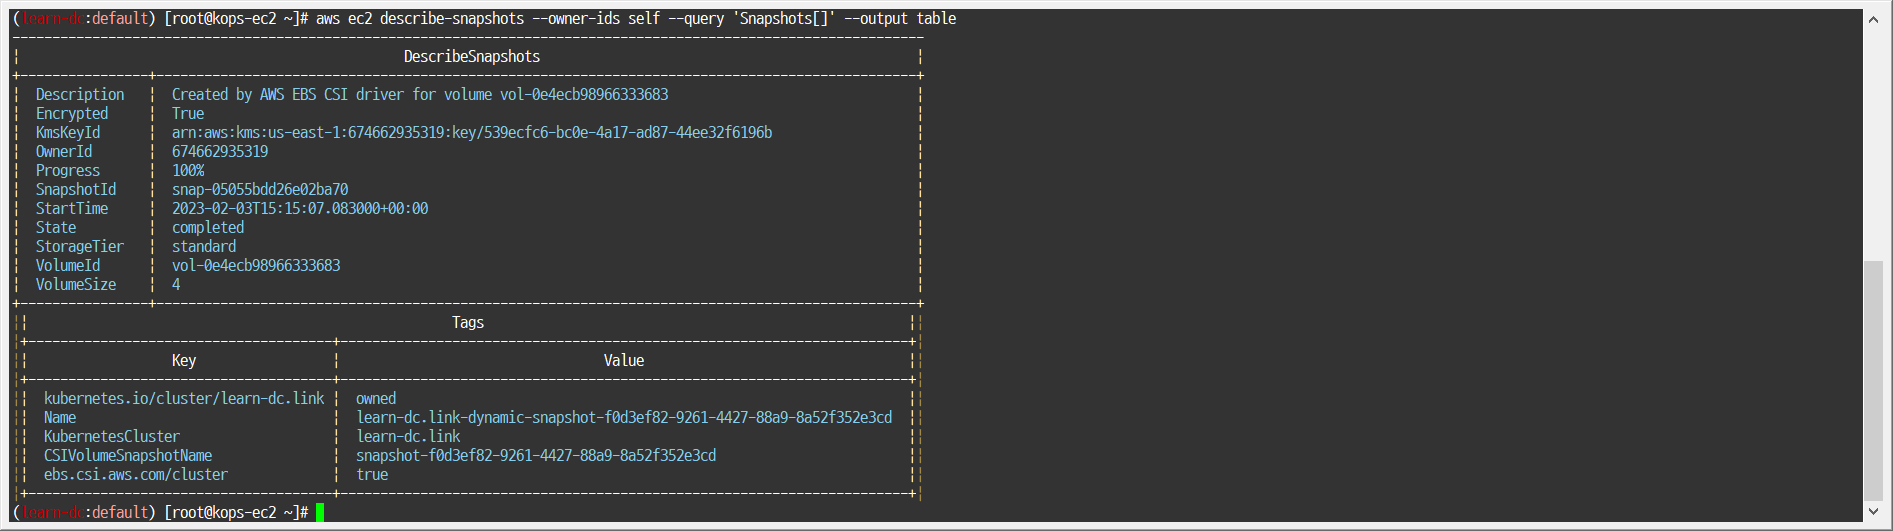 (learn-dc:default) [root@kops-ec2 ~]# aws ec2 describe-snapshots --owner-ids self --query 'Snapshots[]' --output table
DescribeSnapshots
Description | Created by AWS EBS CSI driver for volume vol-0e4ecb98966333683
Encrypted | True
KmsKeyId | arn:aws:kms:us-east-1:674662935319:key/539ecfc6-bc0e-4a17-ad87-44ee32f6196b
OwnerId | 674662935319
Progress | 100%
SnapshotId | snap-05055bdd26e02ba70
StartTime | 2023-02-03T15:15:07.083000+00:00
State | completed
StorageTier | standard
VolumeId | vol-0e4ecb98966333683
VolumeSize | 4
Tags
Key | Value
kubernetes.io/cluster/learn-dc.link | owned
Name | learn-dc.link-dynamic-snapshot-f0d3ef82-9261-4427-88a9-8a52f352e3cd
KubernetesCluster | learn-dc.link
CSIVolumeSnapshotName | snapshot-f0d3ef82-9261-4427-88a9-8a52f352e3cd
ebs.csi.aws.com/cluster | true
(learn-dc:default) [root@kops-ec2 ~]#